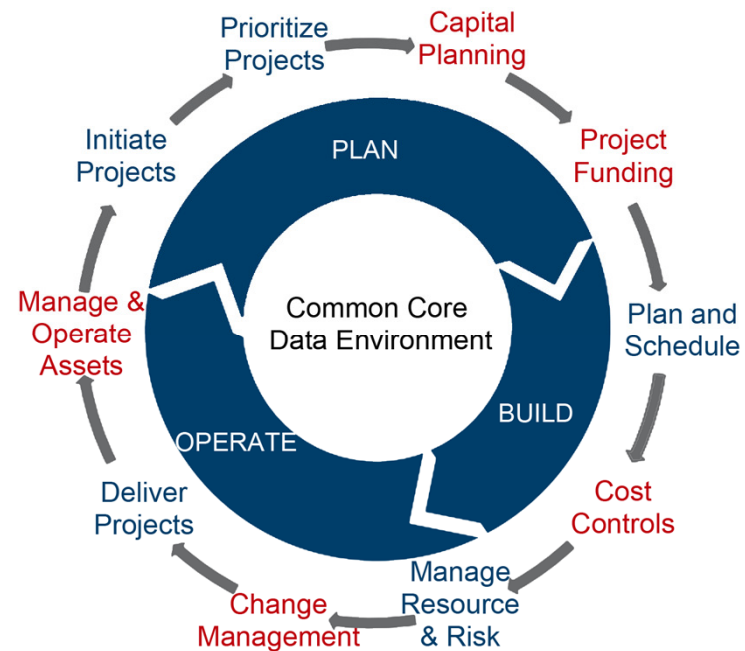 Prioritize
Projects
Capital
Planning
Project
Funding
Plan and
Schedule
Cost
Controls
Manage
Resource
& Risk
Change
Management
Deliver
Projects
Manage &
Operate
Assets
Initiate
Projects
PLAN
BUILD
OPERATE
Common Core
Data Environment